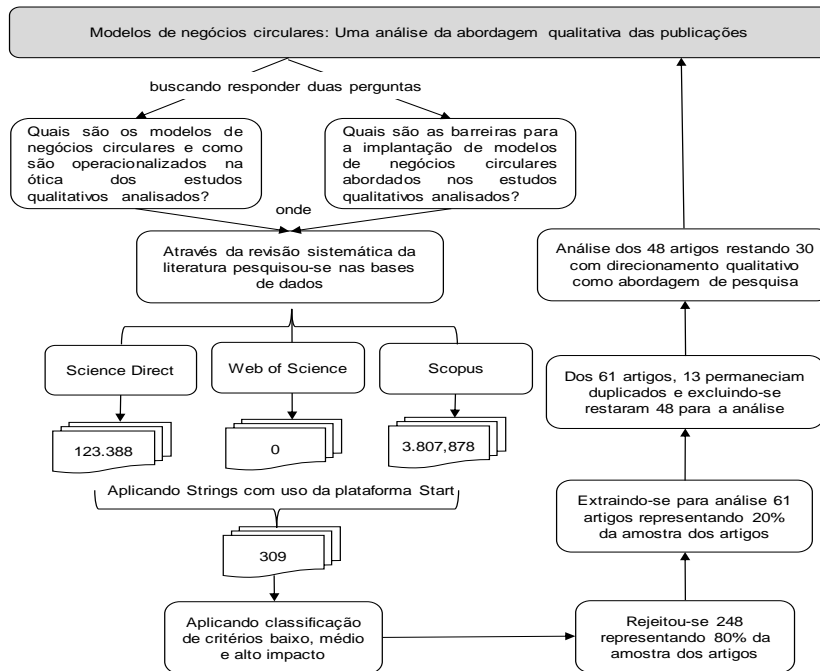 Modelos de negócios circulares: Uma análise da abordagem qualitativa das publicações
buscando responder duas perguntas
Quais são os modelos de
negócios circulares e como
são operacionalizados na
ótica dos estudos
qualitativos analisados?
Quais são as barreiras para
a implantação de modelos
de negócios circulares
abordados nos estudos
qualitativos analisados?
onde
Através da revisão sistemática da
literatura pesquisou-se nas bases
de dados
Science Direct
Web of Science
Scopus
123.388
0
3.807,878
Aplicando Strings com uso da plataforma Start
309
Aplicando classificação
de critérios baixo, médio
e alto impacto
Rejeitou-se 248
representando 80% da
amostra dos artigos
Extraindo-se para análise 61
artigos representando 20%
da amostra dos artigos
Dos 61 artigos, 13 permaneciam
duplicados e excluindo-se
restaram 48 para a análise
Análise dos 48 artigos restando 30
com direcionamento qualitativo
como abordagem de pesquisa